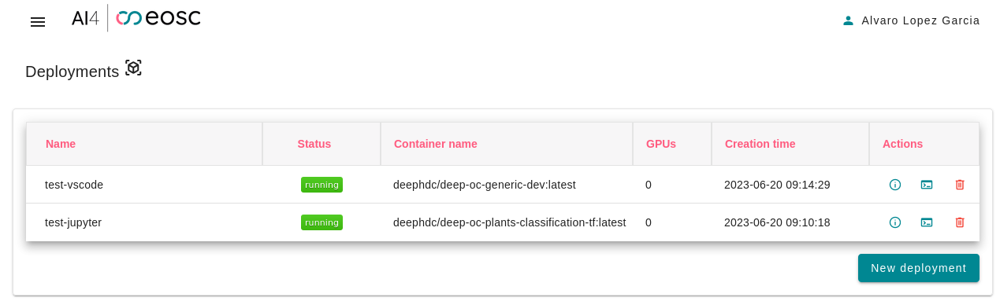 AI4 eosc
Alvaro Lopez Garcia
Deployments
Name Status Container name GPUs Creation time Actions
test-vscode running deephdc/deep-oc-generic-dev:latest 0 2023-06-20 09:14:29
test-jupyter running deephdc/deep-oc-plants-classification-tf:latest 0 2023-06-20 09:10:18
New deployment